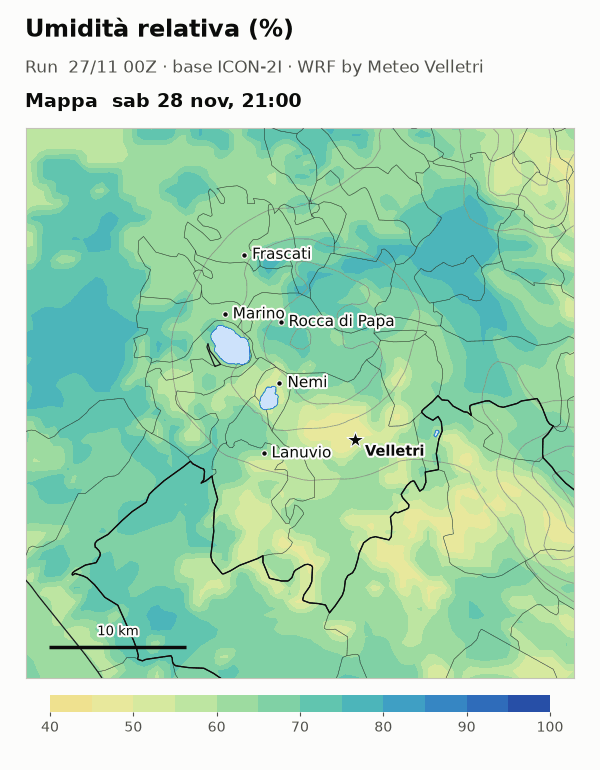 Umidità relativa (%)
Run  27/11 00Z · base ICON-2I · WRF by Meteo Velletri
Mappa  sab 28 nov, 21:00
Frascati
Marino
Rocca di Papa
Nemi
Velletri
Lanuvio
10 km
40 50 60 70 80 90 100